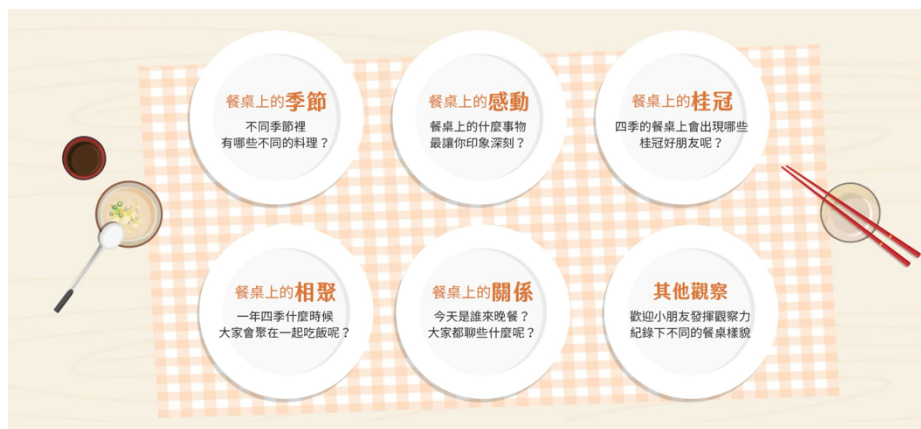 餐桌上的季節
不同季節裡
有哪些不同的料理？
餐桌上的感動
餐桌上的什麼事物
最讓你印象深刻？
餐桌上的桂冠
四季的餐桌上會出現哪些
桂冠好朋友呢？
餐桌上的相聚
一年四季什麼時候
大家會聚在一起吃飯呢？
餐桌上的關係
今天是誰來晚餐？
大家都聊些什麼呢？
其他觀察
歡迎小朋友發揮觀察力
紀錄下不同的餐桌樣貌